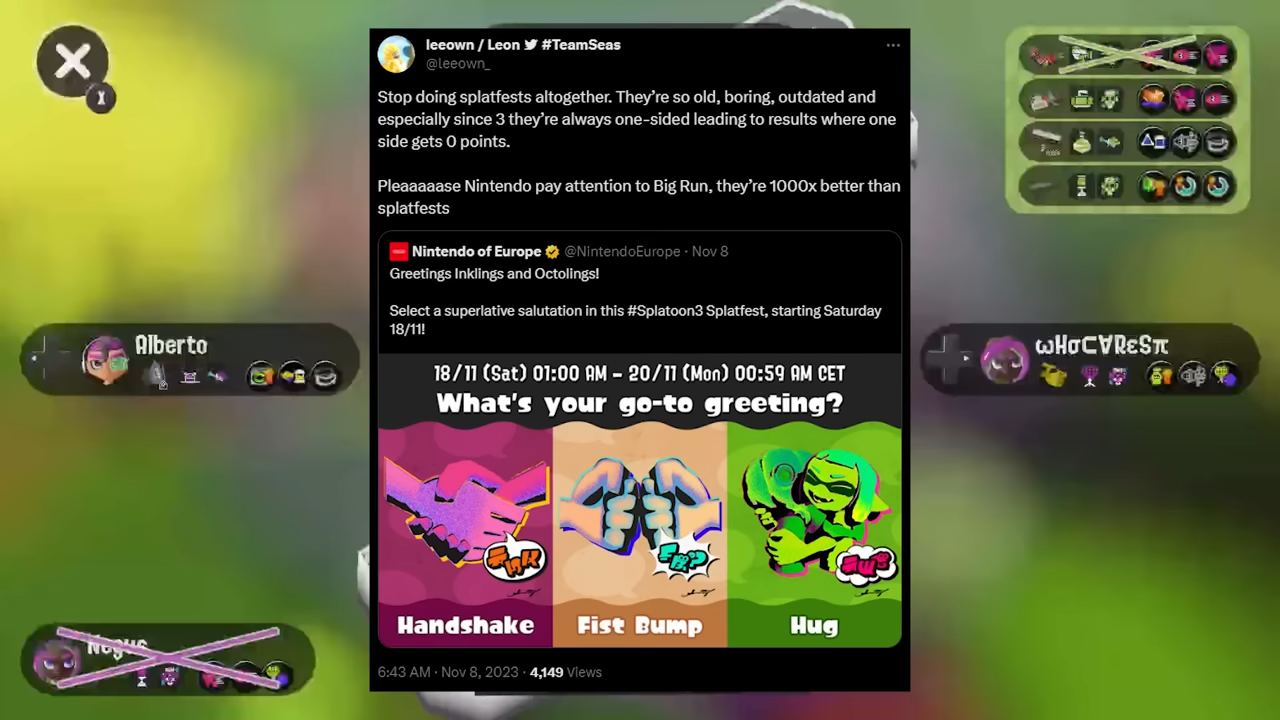 leeown / Leon #TeamSeas
@leeown_
Stop doing splatfests altogether. They’re so old, boring, outdated and
especially since 3 they’re always one-sided leading to results where one
side gets 0 points.
Pleaaaaase Nintendo pay attention to Big Run, they’re 1000x better than
splatfests
Nintendo of Europe @NintendoEurope · Nov 8
Greetings Inklings and Octolings!
Select a superlative salutation in this #Splatoon3 Splatfest, starting Saturday
18/11!
18/11 (Sat) 01:00 AM – 20/11 (Mon) 00:59 AM CET
What's your go-to greeting?
Handshake
Fist Bump
Hug
6:43 AM · Nov 8, 2023 · 4,149 Views
X
Alberto
ωHσ⊂∀RεSπ